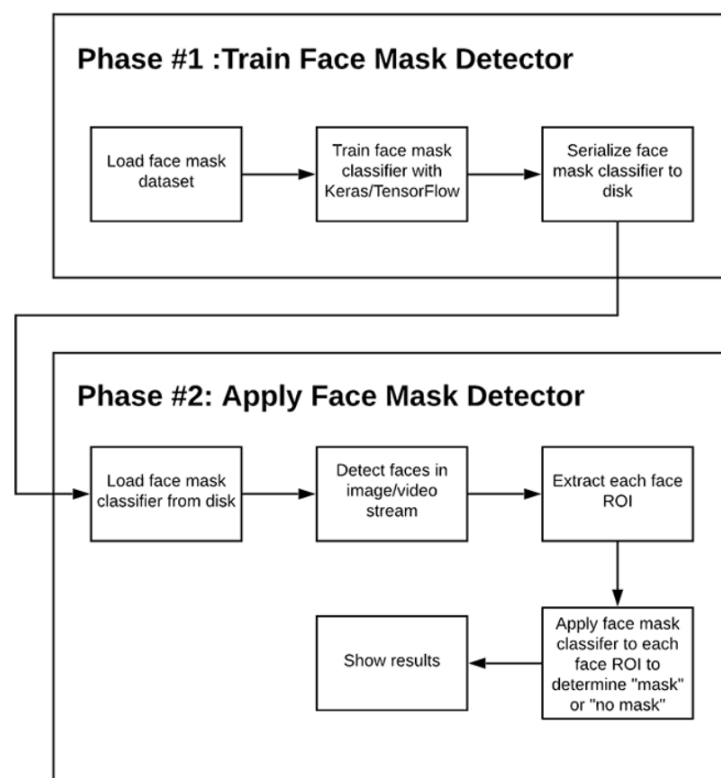 Phase #1 :Train Face Mask Detector
Load face mask
dataset
Train face mask
classifier with
Keras/TensorFlow
Serialize face
mask classifier to
disk
Phase #2: Apply Face Mask Detector
Load face mask
classifier from disk
Detect faces in
image/video
stream
Extract each face
ROI
Apply face mask
classifer to each
face ROI to
determine "mask"
or "no mask"
Show results